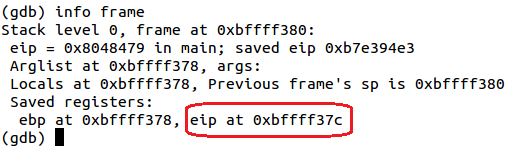 (gdb) info frame
Stack level 0, frame at 0xbffff380:
 eip = 0x8048479 in main; saved eip 0xb7e394e3
 Arglist at 0xbffff378, args:
 Locals at 0xbffff378, Previous frame's sp is 0xbffff380
 Saved registers:
  ebp at 0xbffff378, eip at 0xbffff37c
(gdb)